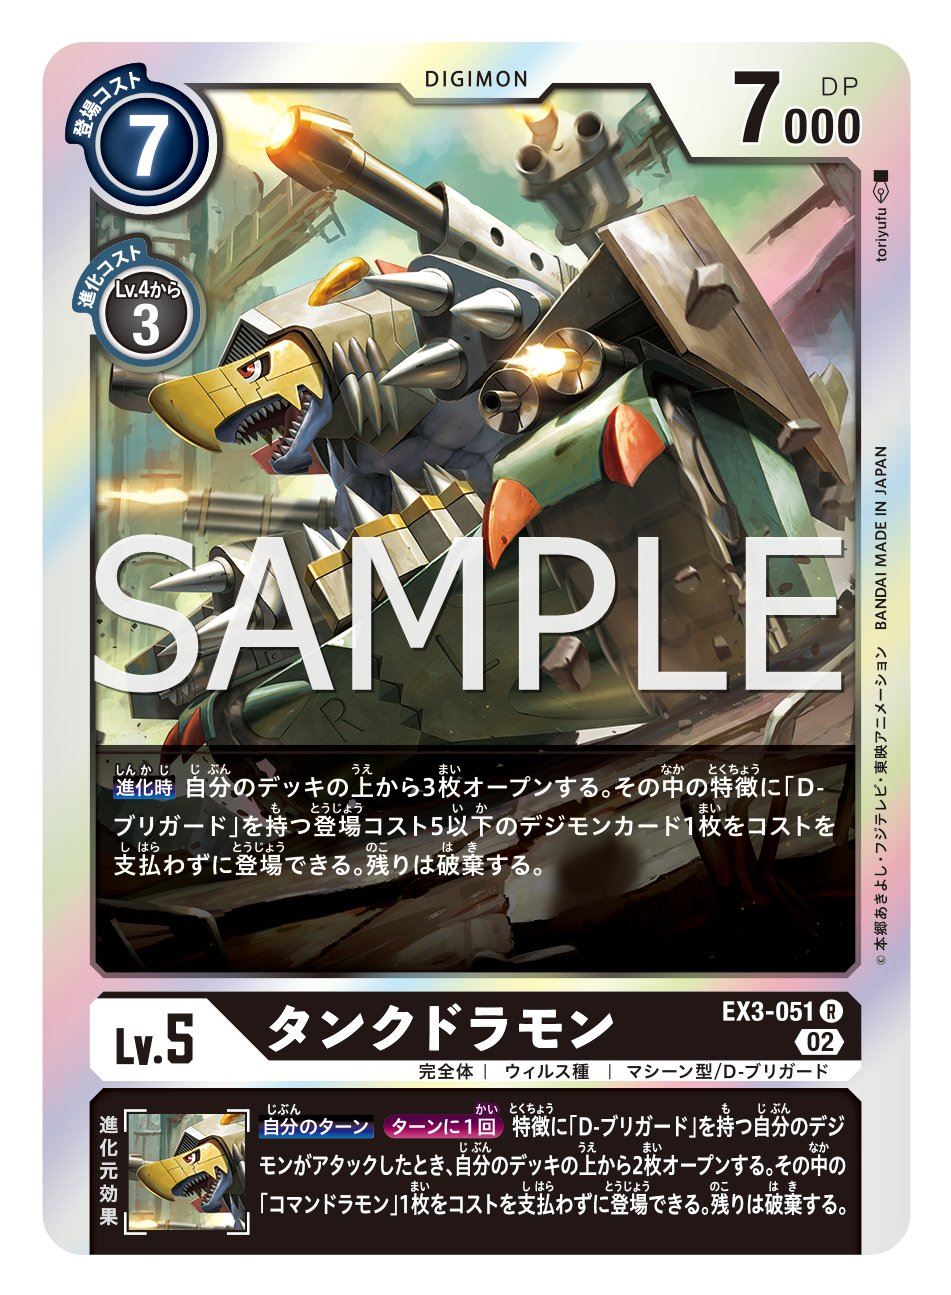 DIGIMON
登場コスト
7
7000
DP
進化コスト
Lv.4から
3
toriyufu
SAMPLE
進化時 自分のデッキの上から3枚オープンする。その中の特徴に「D-
ブリガード」を持つ登場コスト5以下のデジモンカード1枚をコストを
支払わずに登場できる。残りは破棄する。
©本郷あきよし・フジテレビ・東映アニメーション BANDAI MADE IN JAPAN
Lv.5
タンクドラモン
EX3-051 R
02
完全体 | ウィルス種 | マシーン型/D-ブリガード
進化元効果
自分のターン ターンに1回 特徴に「D-ブリガード」を持つ自分のデジ
モンがアタックしたとき、自分のデッキの上から2枚オープンする。その中の
「コマンドラモン」1枚をコストを支払わずに登場できる。残りは破棄する。